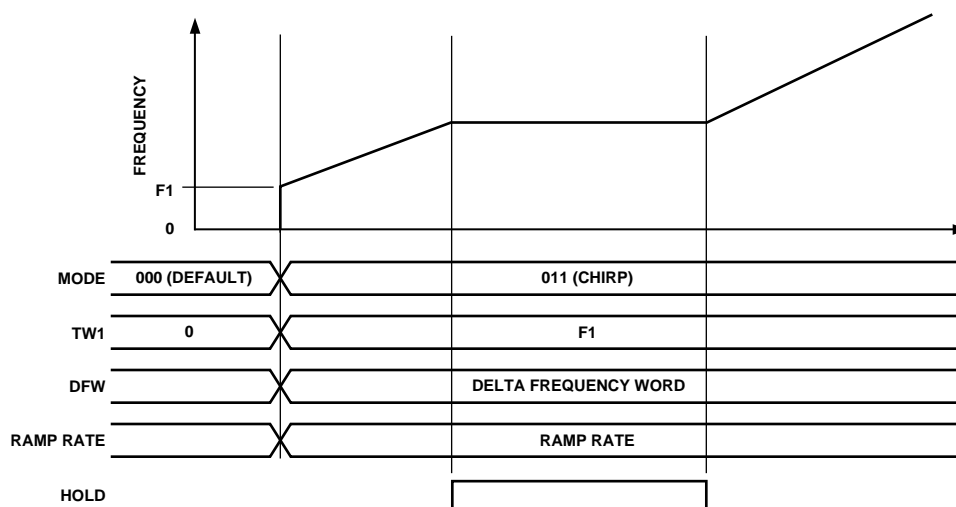 FREQUENCY
F1
0
MODE 000 (DEFAULT) 011 (CHIRP)
TW1 0 F1
DFW DELTA FREQUENCY WORD
RAMP RATE RAMP RATE
HOLD